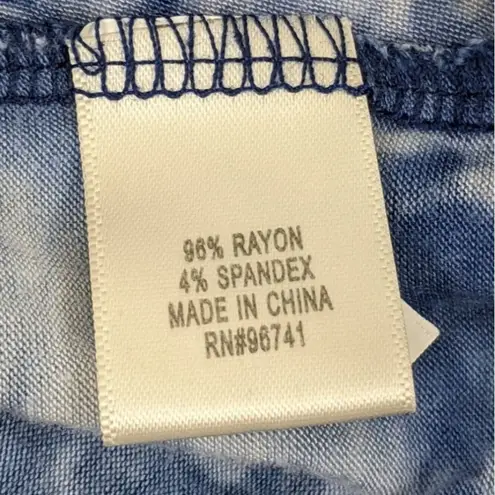 96% RAYON
4% SPANDEX
MADE IN CHINA
RN#96741